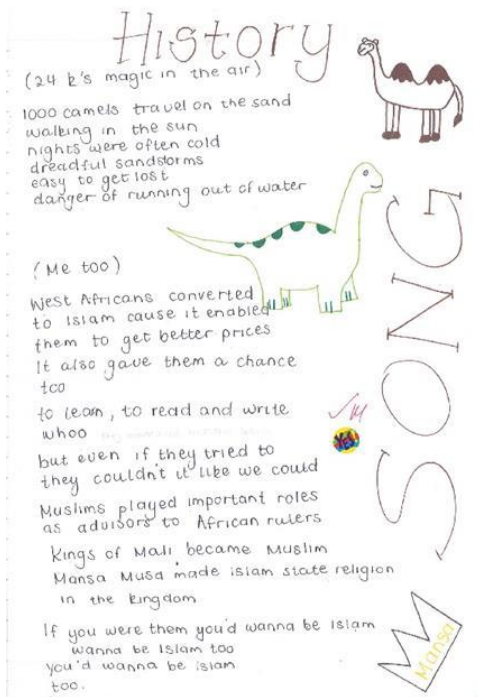 History
(24 k's magic in the air)
1000 camels travel on the sand
walking in the sun
nights were often cold
dreadful sandstorms
easy to get lost
danger of running out of water
(Me too)
West Africans converted
to Islam cause it enabled
them to get better prices
It also gave them a chance
too
to learn, to read and write
whoo
but even if they tried to
they couldn't it like we could
Muslims played important roles
as advisors to African rulers
Kings of Mali became Muslim
Mansa Musa made islam state religion
in the kingdom
If you were them you'd wanna be Islam
wanna be Islam too
you'd wanna be islam
too.
SONG
YES!
Mansa